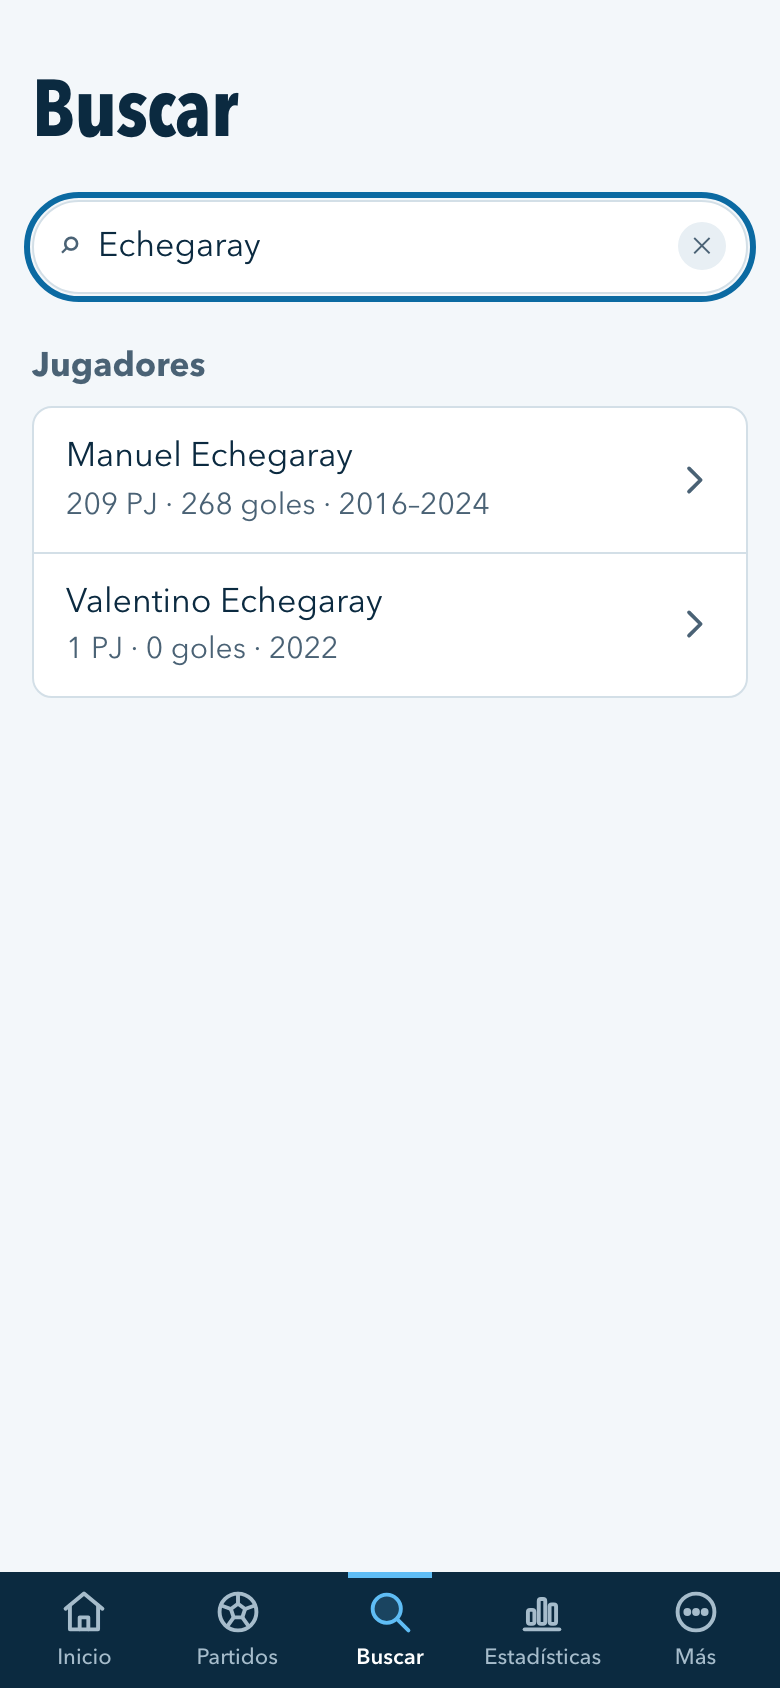 Buscar
Echegaray
Jugadores
Manuel Echegaray
209 PJ · 268 goles · 2016–2024
Valentino Echegaray
1 PJ · 0 goles · 2022
Inicio
Partidos
Buscar
Estadísticas
Más